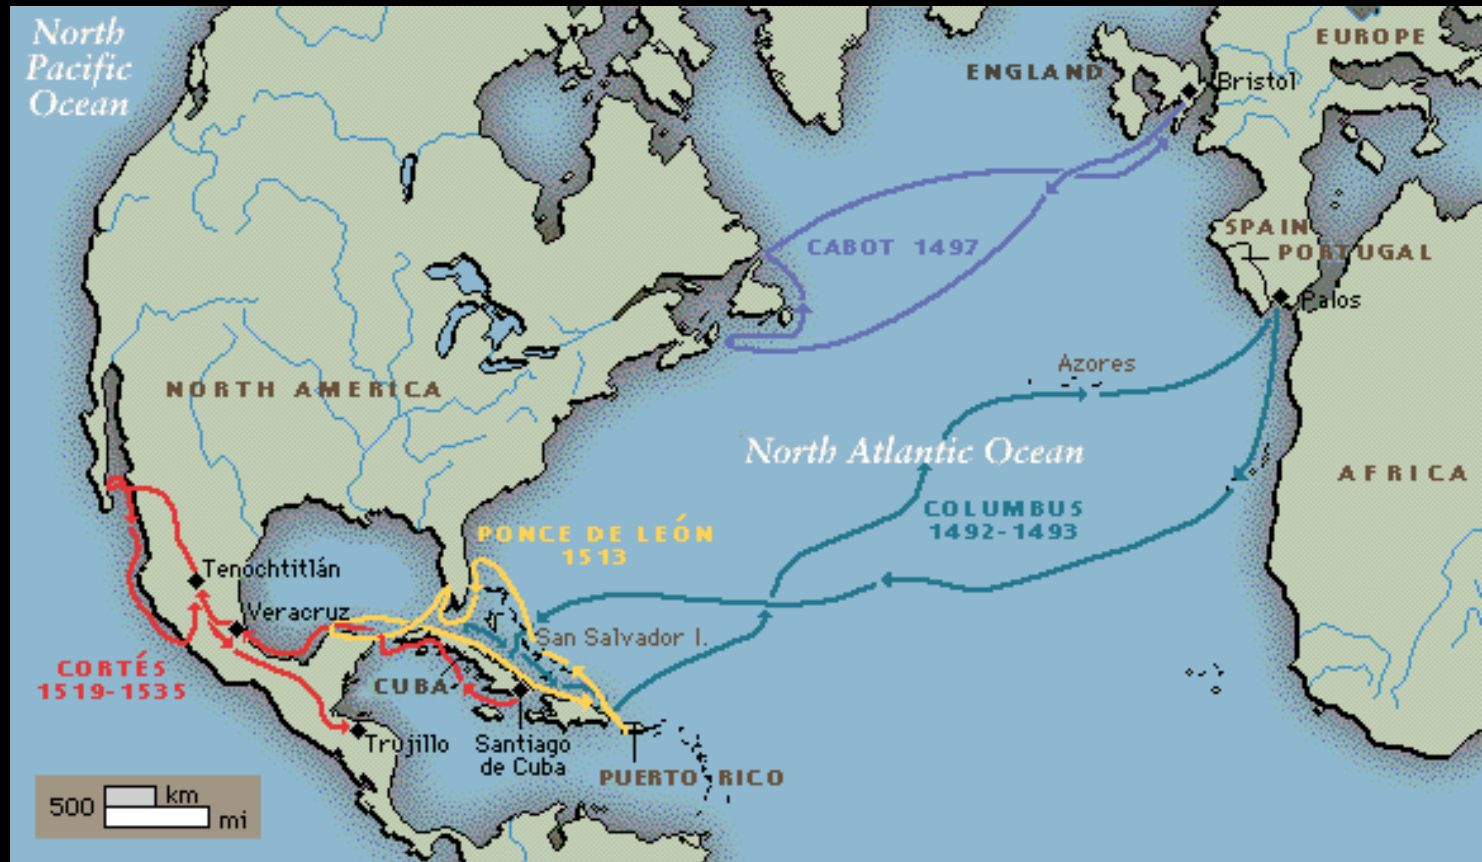 North
Pacific
Ocean
EUROPE
ENGLAND
Bristol
SPAIN
PORTUGAL
CABOT 1497
Palos
Azores
NORTH AMERICA
North Atlantic Ocean
AFRICA
COLUMBUS
1492-1493
PONCE DE LEÓN
1513
Tenochtitlán
Veracruz
San Salvador I.
CORTÉS
1519-1535
CUBA
Trujillo
Santiago
de Cuba
PUERTO RICO
500 km
mi